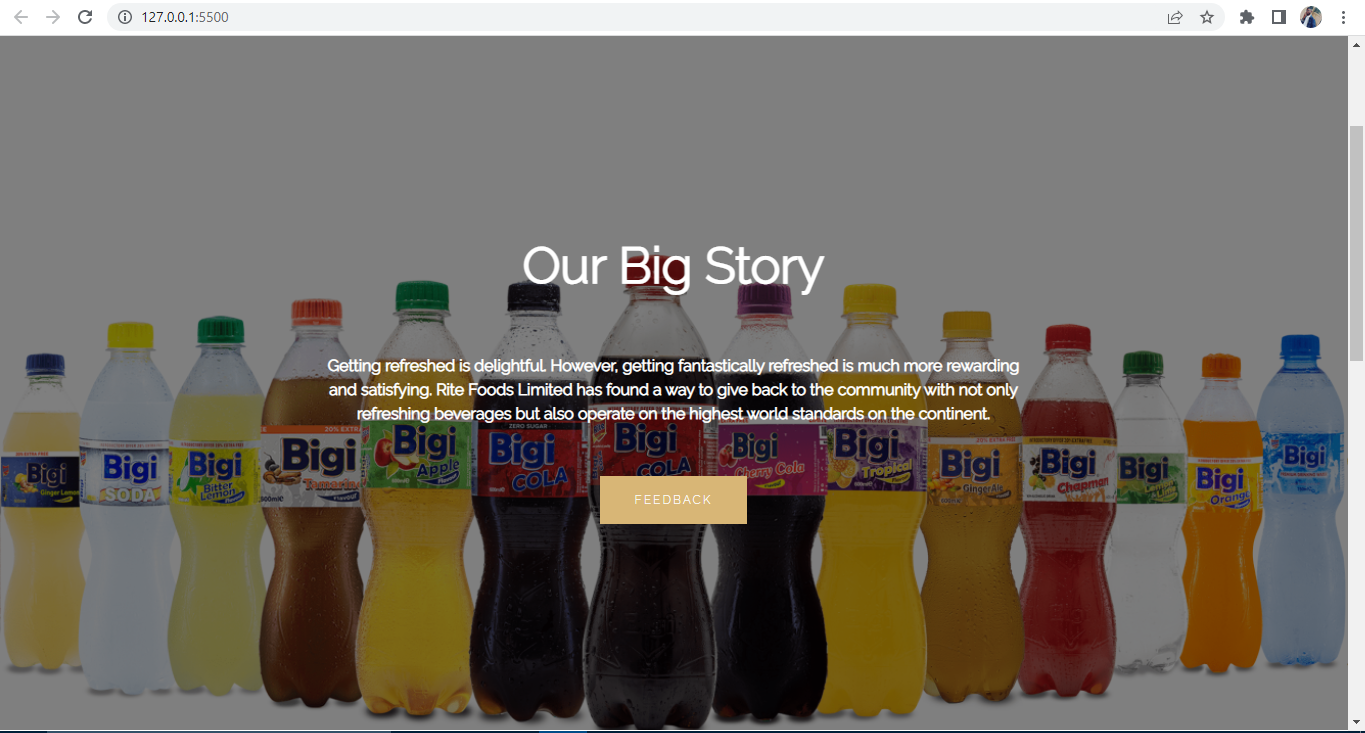 127.0.0.1:5500
Our Big Story
Getting refreshed is delightful. However, getting fantastically refreshed is much more rewarding
and satisfying. Rite Foods Limited has found a way to give back to the community with not only
refreshing beverages but also operate on the highest world standards on the continent.
FEEDBACK
Bigi
Ginger Lemon
Bigi
SODA
Bigi
Bitter
Lemon
20% EXTRA
Bigi
Tamarind
Bigi
Apple
ZERO SUGAR
Bigi
COLA
Bigi
COLA
Bigi
Cherry Cola
Bigi
Tropical
Bigi
Ginger Ale
Bigi
Chapman
Bigi
Bigi
Orange
Bigi